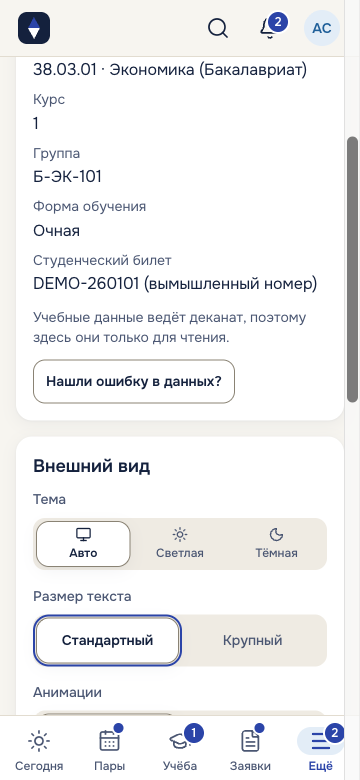 2
АС
38.03.01 · Экономика (Бакалавриат)
Курс
1
Группа
Б-ЭК-101
Форма обучения
Очная
Студенческий билет
DEMO-260101 (вымышленный номер)
Учебные данные ведёт деканат, поэтому
здесь они только для чтения.
Нашли ошибку в данных?
Внешний вид
Тема
Авто
Светлая
Тёмная
Размер текста
Стандартный
Крупный
Анимации
1
2
Сегодня
Пары
Учёба
Заявки
Ещё